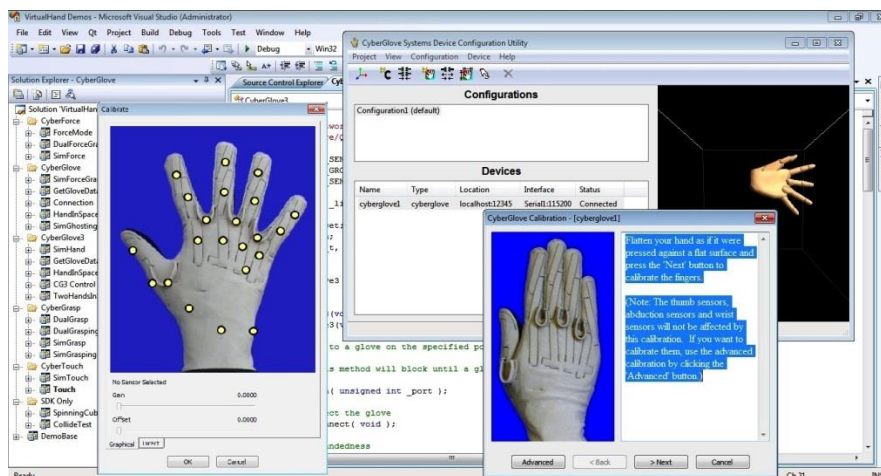 VirtualHand Demos - Microsoft Visual Studio (Administrator)
File Edit View Qt Project Build Debug Tools Test Window Help
Debug Win32
Solution Explorer - CyberGlove
Source Control Explorer
CyberGlove3
Solution 'VirtualHan
CyberForce
ForceMode
DualForceGra
SimForce
CyberGlove
SimForceGra
GetGloveData
Connection
HandInSpace
SimGhosting
CyberGlove3
SimHand
GetGloveData
HandInSpace
CG3 Control
TwoHandsIn
CyberGrasp
DualGrasp
DualGrasping
SimGrasp
SimGrasping
CyberTouch
SimTouch
Touch
SDK Only
SpinningCub
CollideTest
DemoBase
Ready
Calibrate
No Sensor Selected
Gain 0.0000
Offset 0.0000
Graphical
OK Cancel
to a glove on the specified po
s method will block until a gl
( unsigned int _port );
ect the glove
nnect( void );
ndedness
CyberGlove Systems Device Configuration Utility
Project View Configuration Device Help
Configurations
Configuration1 (default)
Devices
Name Type Location Interface Status
cyberglove1 cyberglove localhost:12345 Serial1:115200 Connected
CyberGlove Calibration - [cyberglove1]
Flatten your hand as if it were
pressed against a flat surface and
press the 'Next' button to
calibrate the fingers.
(Note: The thumb sensors,
abduction sensors and wrist
sensors will not be affected by
this calibration. If you want to
calibrate them, use the advanced
calibration by clicking the
'Advanced' button.)
Advanced < Back > Next Cancel
Ch 31